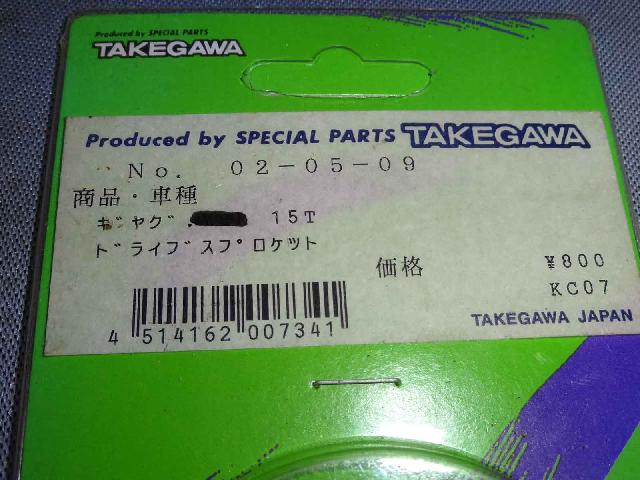 Produced by SPECIAL PARTS
TAKEGAWA
Produced by SPECIAL PARTS TAKEGAWA
No. 02-05-09
商品・車種
ｷﾞﾔｸﾞ. 15T
ﾄﾞﾗｲﾌﾞｽﾌﾟﾛｹｯﾄ
価格 ¥800
KC07
4 514162 007341
TAKEGAWA JAPAN